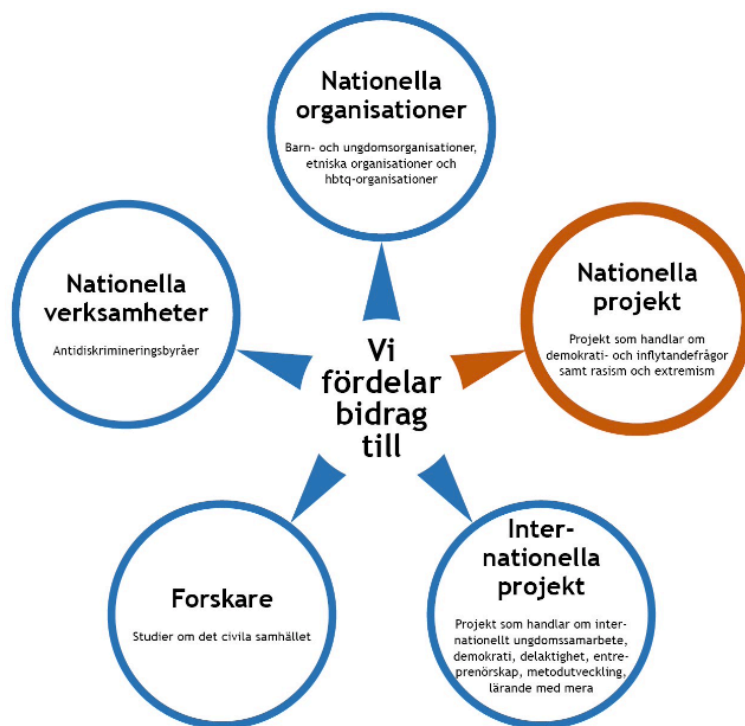 Nationella
organisationer
Barn- och ungdomsorganisationer,
etniska organisationer och
hbtq-organisationer
Nationella
verksamheter
Antidiskrimineringsbyråer
Nationella
projekt
Projekt som handlar om
demokrati- och inflytandefrågor
samt rasism och extremism
Vi
fördelar
bidrag
till
Forskare
Studier om det civila samhället
Inter-
nationella
projekt
Projekt som handlar om inter-
nationellt ungdomssamarbete,
demokrati, delaktighet, entre-
prenörskap, metodutveckling,
lärande med mera